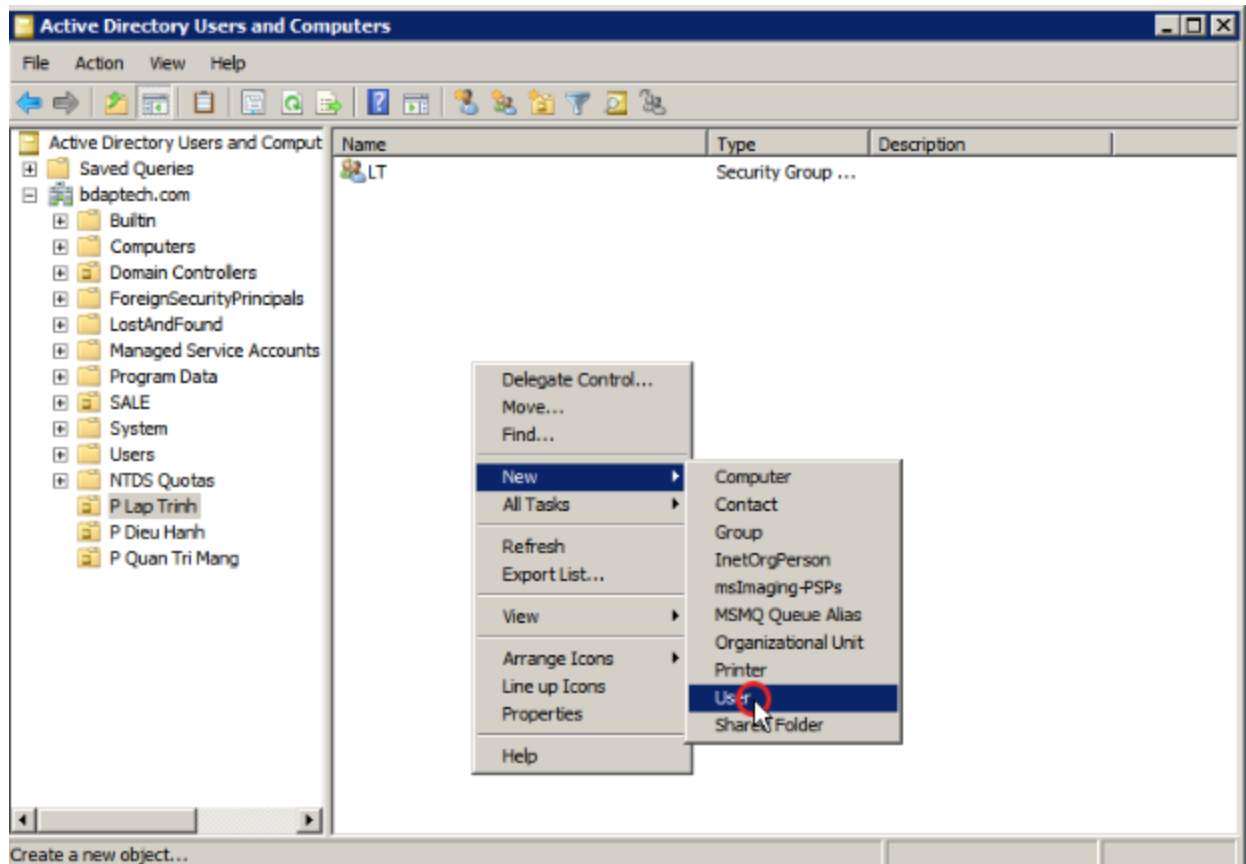 Active Directory Users and Computers
File Action View Help
Active Directory Users and Comput
Saved Queries
bdaptech.com
Builtin
Computers
Domain Controllers
ForeignSecurityPrincipals
LostAndFound
Managed Service Accounts
Program Data
SALE
System
Users
NTDS Quotas
P Lap Trinh
P Dieu Hanh
P Quan Tri Mang
Name Type Description
LT Security Group ...
Delegate Control...
Move...
Find...
New
All Tasks
Refresh
Export List...
View
Arrange Icons
Line up Icons
Properties
Help
Computer
Contact
Group
InetOrgPerson
msImaging-PSPs
MSMQ Queue Alias
Organizational Unit
Printer
User
Shared Folder
Create a new object...